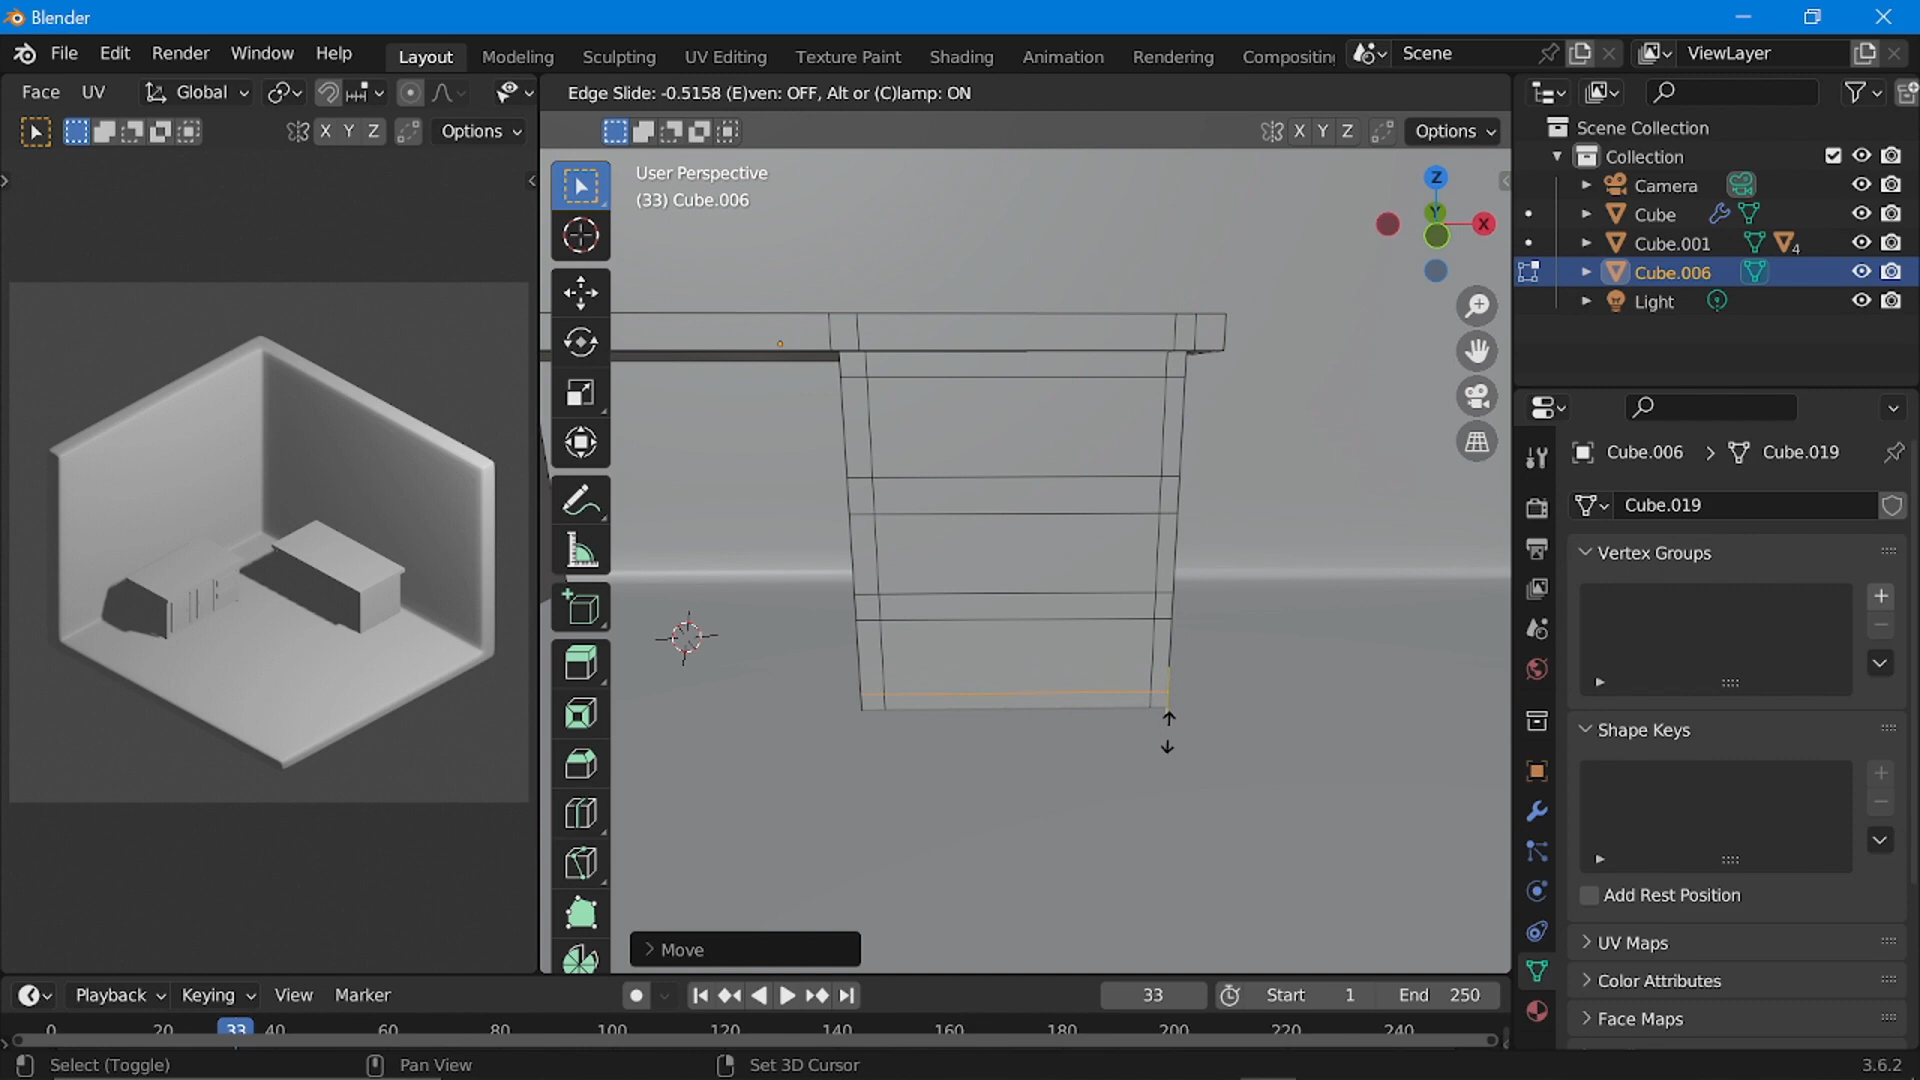 Blender
File Edit Render Window Help Layout Modeling Sculpting UV Editing Texture Paint Shading Animation Rendering Compositin Scene ViewLayer
Face UV Global Edge Slide: -0.5158 (E)ven: OFF, Alt or (C)lamp: ON
X Y Z Options X Y Z Options
User Perspective
(33) Cube.006
Z
Y
X
Scene Collection
Collection
Camera
Cube
Cube.001 4
Cube.006
Light
Cube.006 > Cube.019
Cube.019
Vertex Groups
Shape Keys
Add Rest Position
UV Maps
Color Attributes
Face Maps
Move
Playback Keying View Marker 33 Start 1 End 250
0 20 33 40 60 80 100 120 140 160 180 200 220 240
Select (Toggle) Pan View Set 3D Cursor 3.6.2